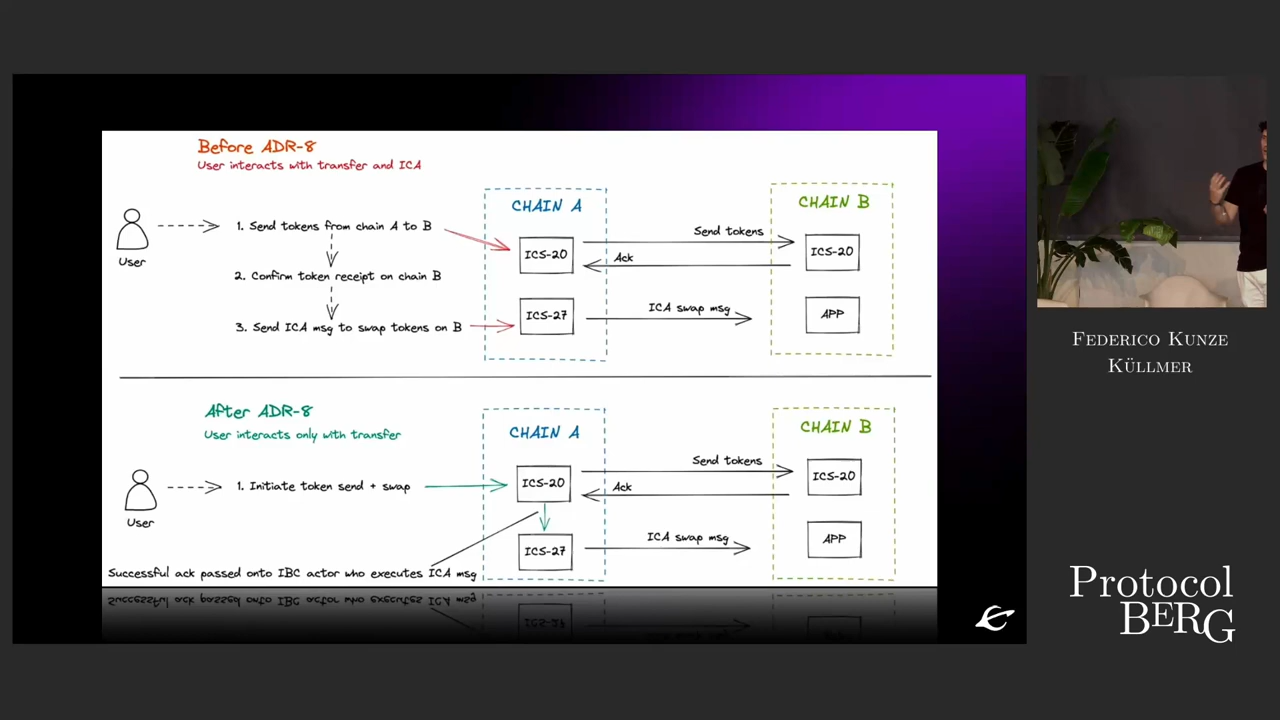 Before ADR-8
User interacts with transfer and ICA
User
1. Send tokens from chain A to B
2. Confirm token receipt on chain B
3. Send ICA msg to swap tokens on B
CHAIN A
ICS-20
ICS-27
Send tokens
Ack
ICA swap msg
CHAIN B
ICS-20
APP
After ADR-8
User interacts only with transfer
User
1. Initiate token send + swap
Successful ack passed onto IBC actor who executes ICA msg
CHAIN A
ICS-20
ICS-27
Send tokens
Ack
ICA swap msg
CHAIN B
ICS-20
APP
Federico Kunze
Küllmer
Protocol
BERG